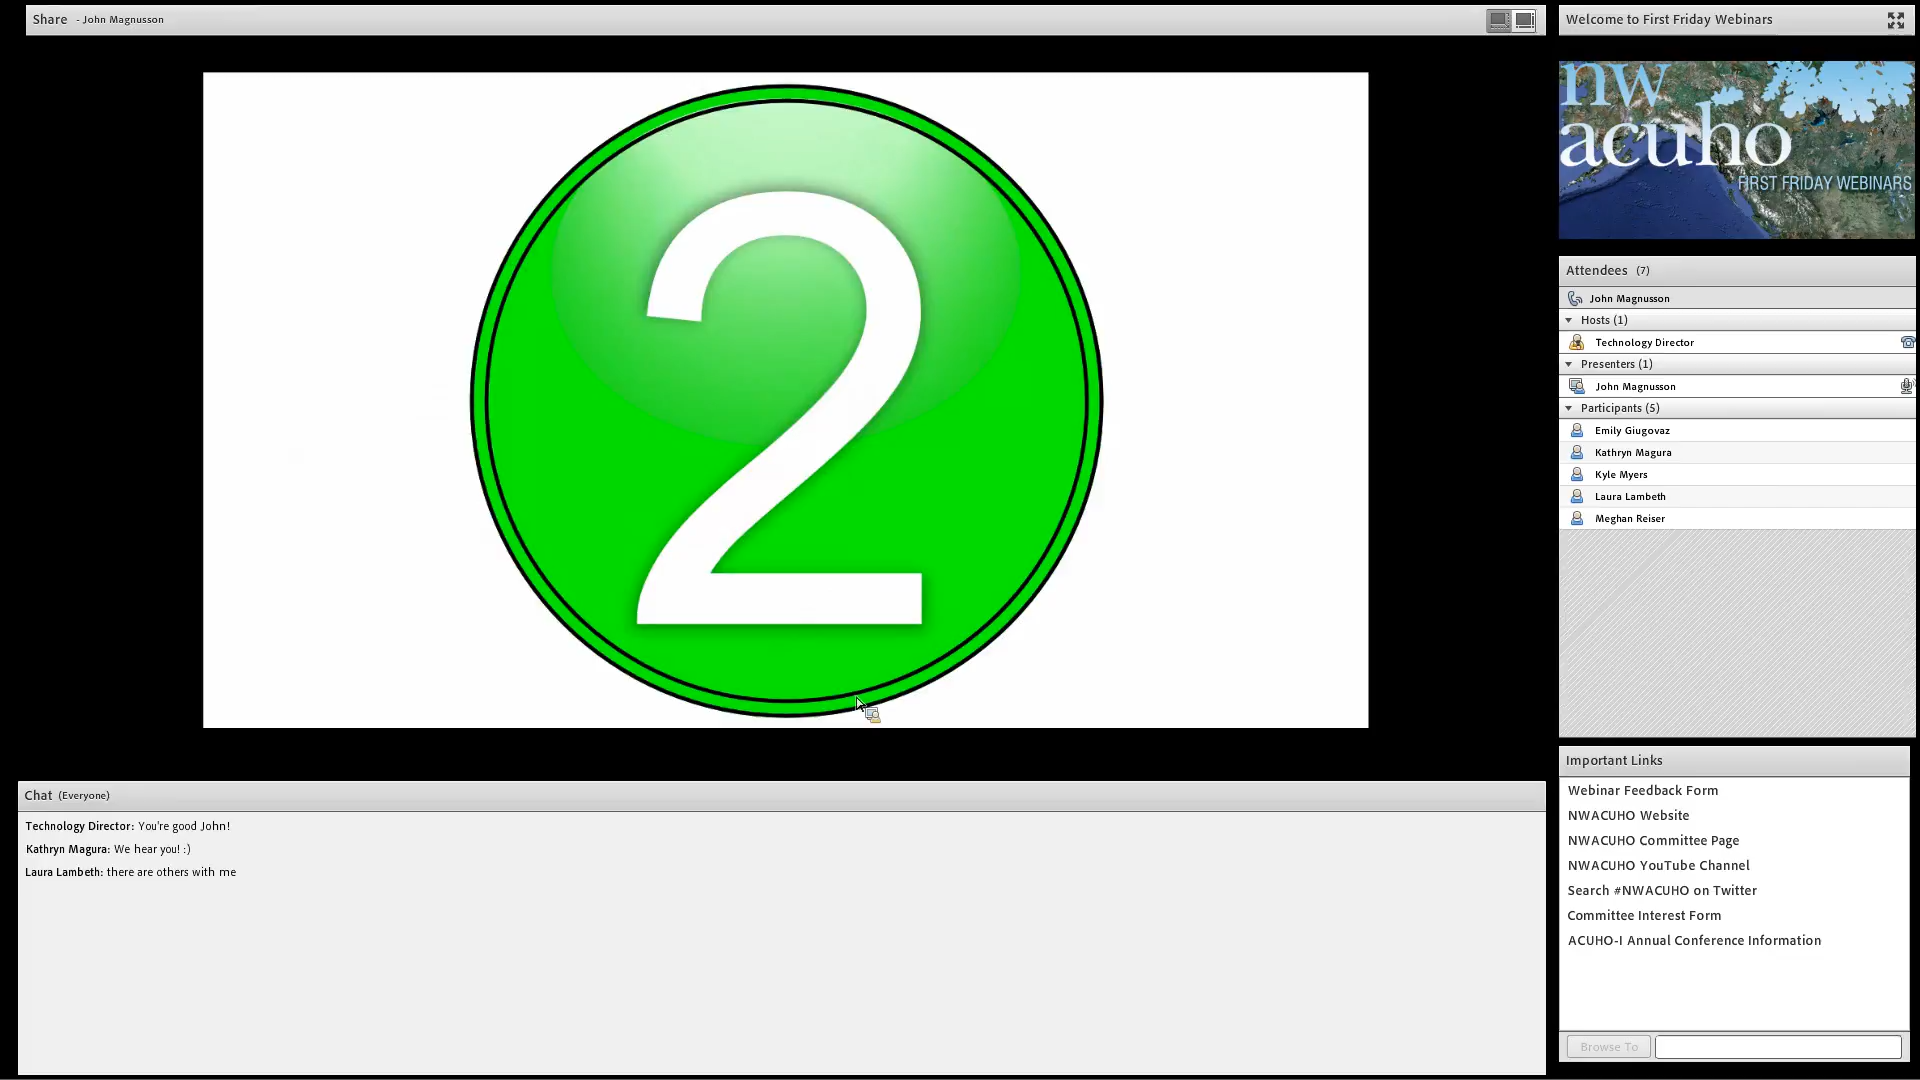 Share - John Magnusson
2
Chat (Everyone)
Technology Director: You're good John!
Kathryn Magura: We hear you! :)
Laura Lambeth: there are others with me
Welcome to First Friday Webinars
nw
acuho
FIRST FRIDAY WEBINARS
Attendees (7)
John Magnusson
Hosts (1)
Technology Director
Presenters (1)
John Magnusson
Participants (5)
Emily Giugovaz
Kathryn Magura
Kyle Myers
Laura Lambeth
Meghan Reiser
Important Links
Webinar Feedback Form
NWACUHO Website
NWACUHO Committee Page
NWACUHO YouTube Channel
Search #NWACUHO on Twitter
Committee Interest Form
ACUHO-I Annual Conference Information
Browse To